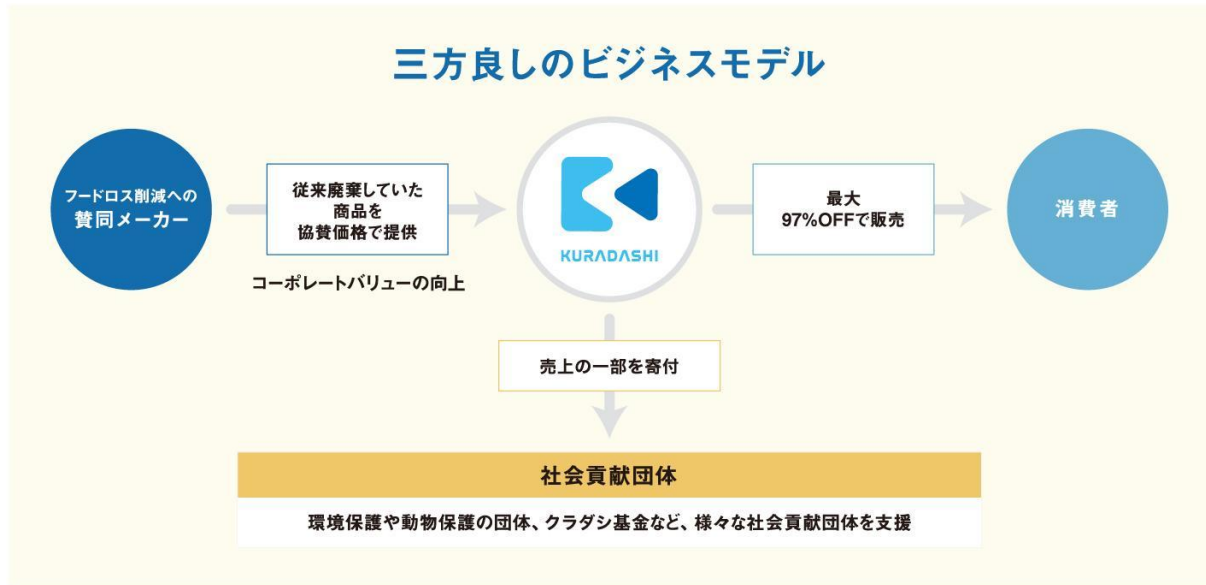 三方良しのビジネスモデル
フードロス削減への
賛同メーカー
従来廃棄していた
商品を
協賛価格で提供
コーポレートバリューの向上
KURADASHI
最大
97%OFFで販売
消費者
売上の一部を寄付
社会貢献団体
環境保護や動物保護の団体、クラダシ基金など、様々な社会貢献団体を支援